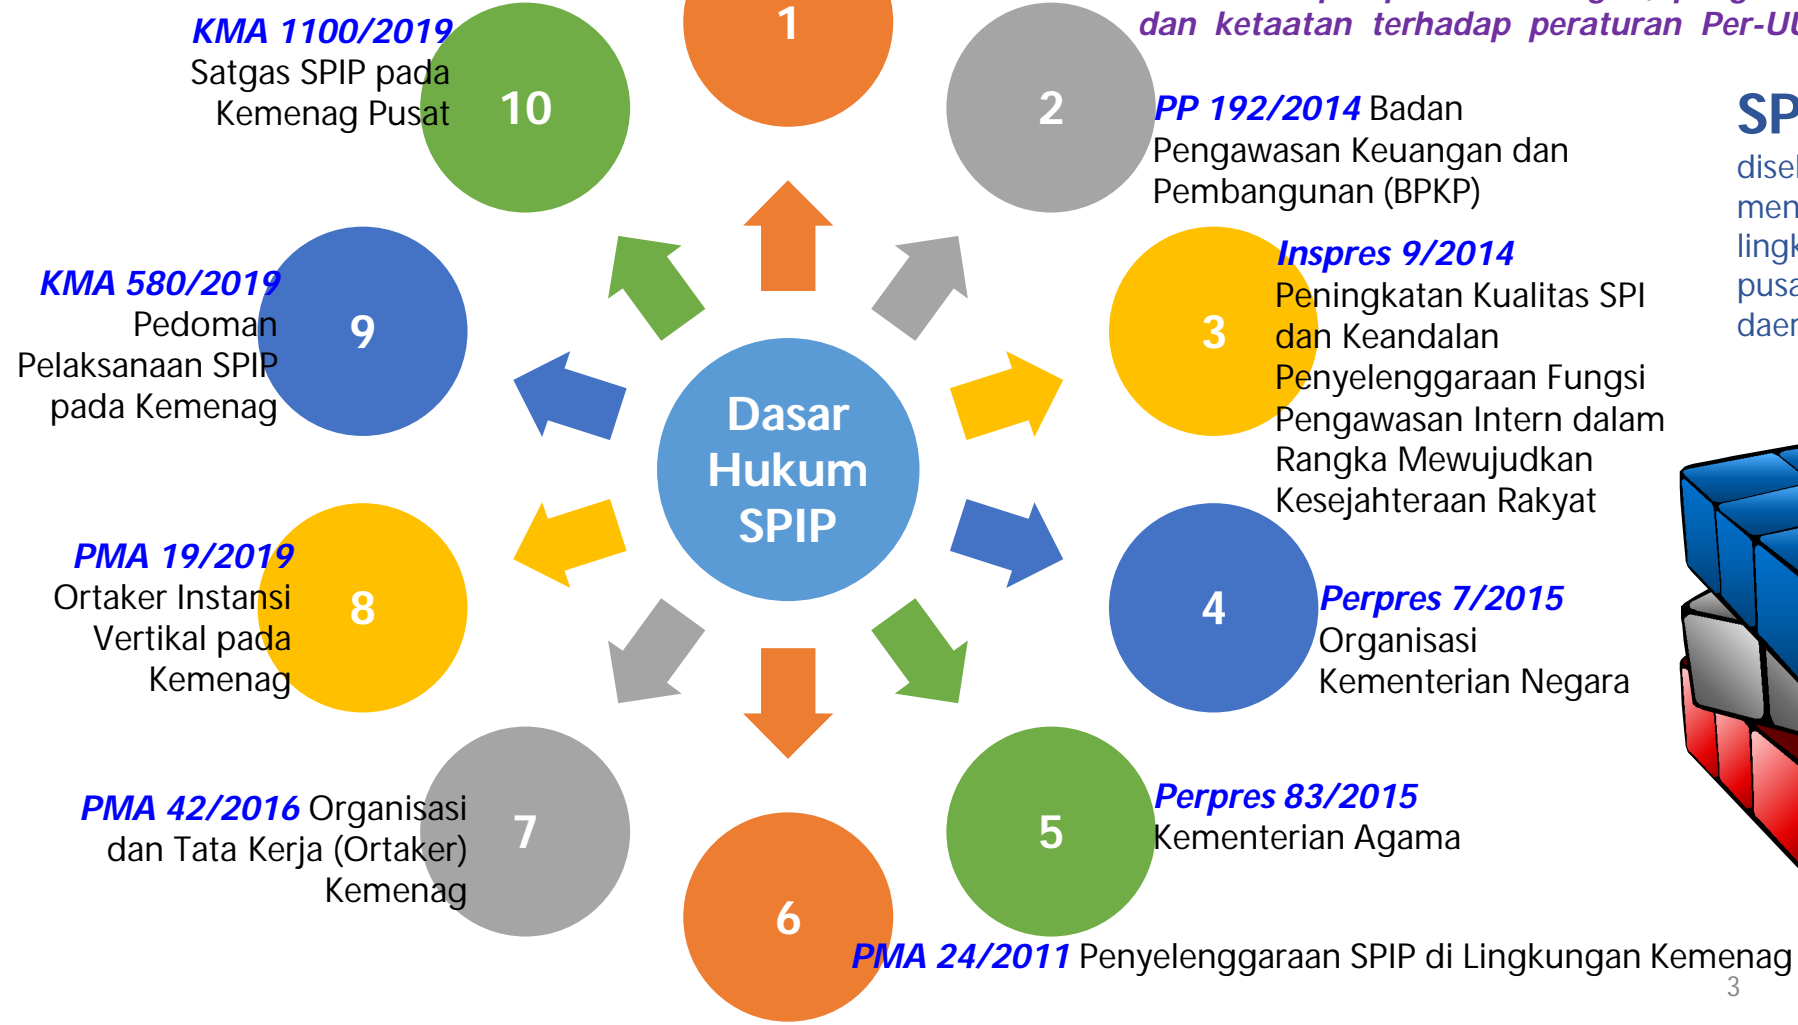 dan ketaatan terhadap peraturan
1
KMA 1100/2019
Satgas SPIP pada
Kemenag Pusat
10
2
PP 192/2014 Badan
Pengawasan Keuangan dan
Pembangunan (BPKP)
3
Inspres 9/2014
Peningkatan Kualitas SPI
dan Keandalan
Penyelenggaraan Fungsi
Pengawasan Intern dalam
Rangka Mewujudkan
Kesejahteraan Rakyat
KMA 580/2019
Pedoman
Pelaksanaan SPIP
pada Kemenag
9
Dasar
Hukum
SPIP
4
Perpres 7/2015
Organisasi
Kementerian Negara
PMA 19/2019
Ortaker Instansi
Vertikal pada
Kemenag
8
5
Perpres 83/2015
Kementerian Agama
PMA 42/2016 Organisasi
dan Tata Kerja (Ortaker)
Kemenag
7
6
PMA 24/2011 Penyelenggaraan SPIP di Lingkungan Kemenag
3